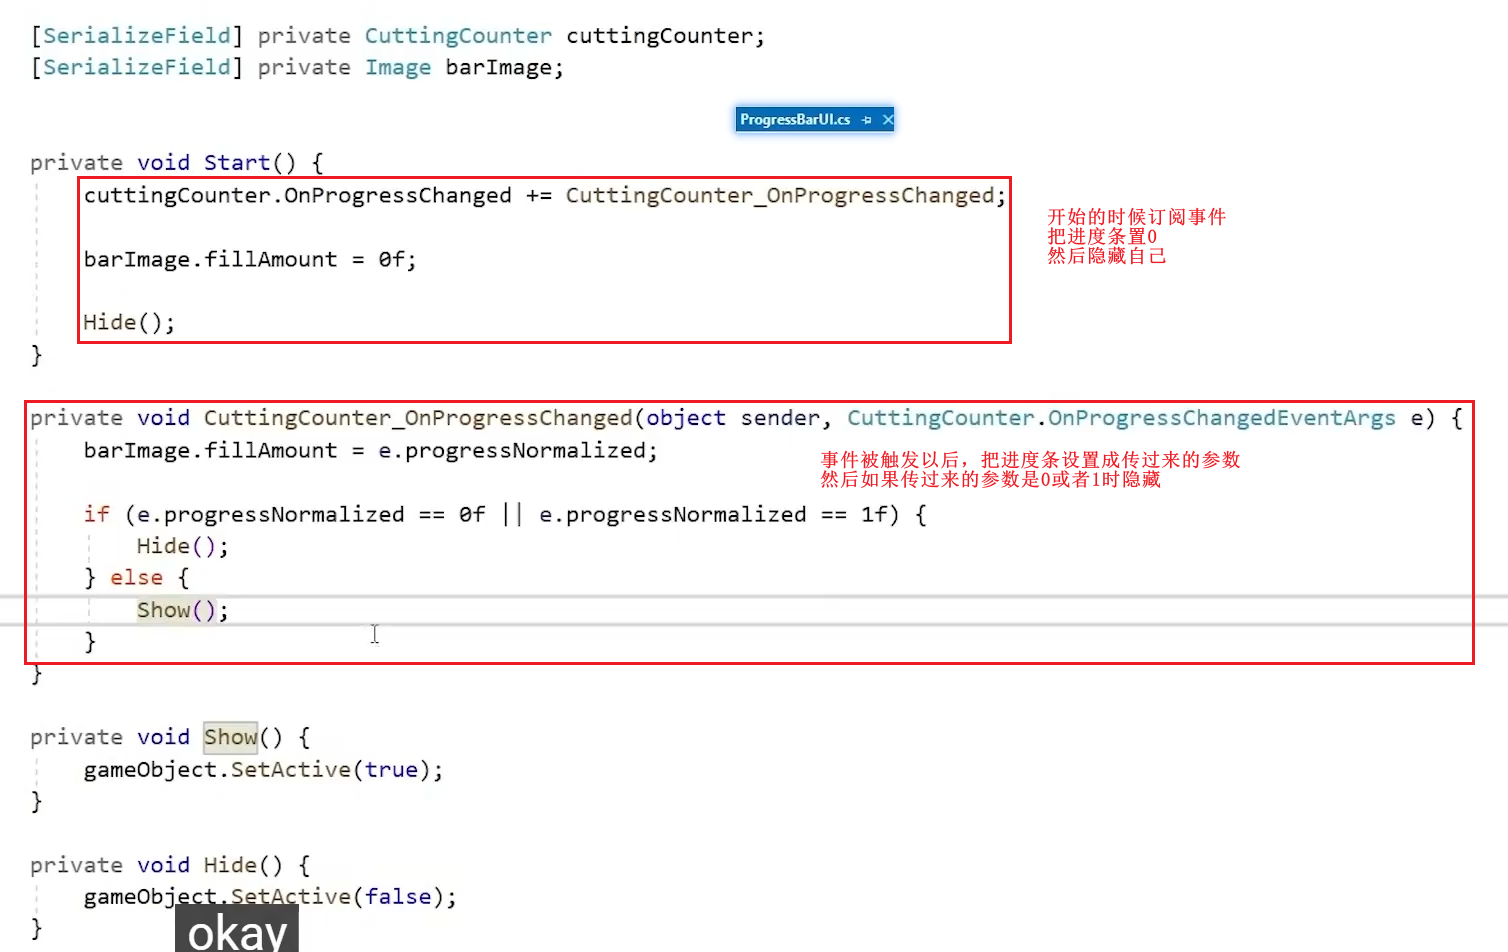 [SerializeField] private CuttingCounter cuttingCounter;
[SerializeField] private Image barImage;
ProgressBarUI.cs
private void Start() {
cuttingCounter.OnProgressChanged += CuttingCounter_OnProgressChanged;
barImage.fillAmount = 0f;
Hide();
}
开始的时候订阅事件
把进度条置0
然后隐藏自己
private void CuttingCounter_OnProgressChanged(object sender, CuttingCounter.OnProgressChangedEventArgs e) {
barImage.fillAmount = e.progressNormalized;
事件被触发以后，把进度条设置成传过来的参数
然后如果传过来的参数是0或者1时隐藏
if (e.progressNormalized == 0f || e.progressNormalized == 1f) {
Hide();
} else {
Show();
}
}
private void Show() {
gameObject.SetActive(true);
}
private void Hide() {
gameObject.SetActive(false);
}
okay